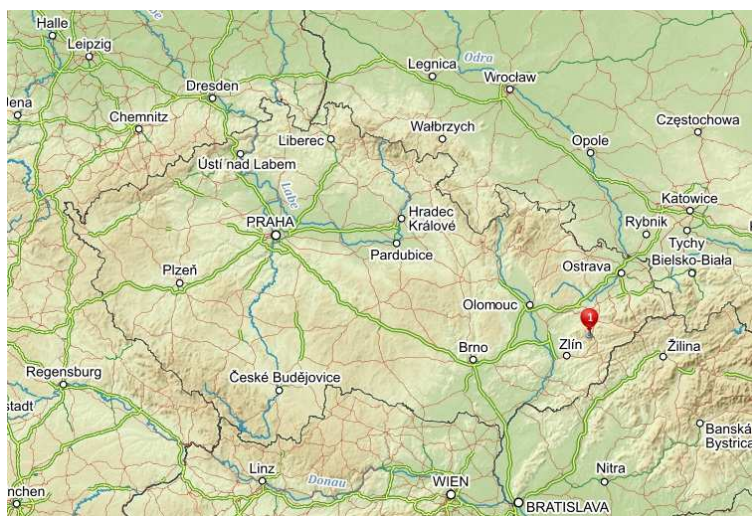 Halle
Leipzig
Legnica
Odra
Wrocław
Jena
Dresden
Chemnitz
Częstochowa
Liberec
Wałbrzych
Opole
Ústí nad Labem
Labe
Katowice
PRAHA
Hradec
Králové
Rybnik
Tychy
Pardubice
Bielsko-Biała
Plzeň
Ostrava
Olomouc
1
Zlín
Brno
Žilina
Regensburg
České Budějovice
stadt
Banská
Bystrica
Linz
Donau
WIEN
Nitra
nchen
BRATISLAVA